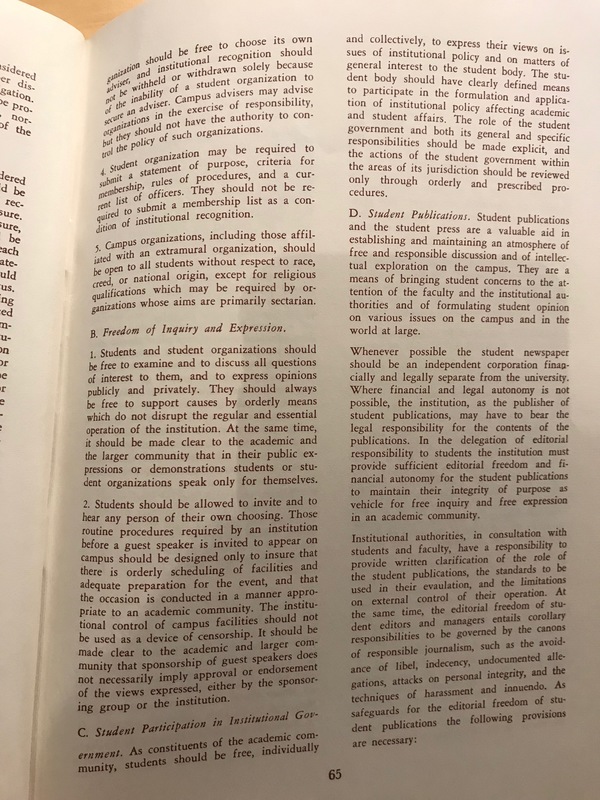 nsidered
er dis-
gation.
be pro-
, nor-
of the
dered
ld be
rec-
sure.
sure,
be
each
ate-
uld
us.
ing
ed
m-
u-
on
or
e
r
ganization should be free to choose its own
adviser, and institutional recognition should
not be withheld or withdrawn solely because
of the inability of a student organization to
secure an adviser. Campus advisers may advise
organizations in the exercise of responsibility,
but they should not have the authority to con-
trol the policy of such organizations.
4. Student organization may be required to
submit a statement of purpose, criteria for
membership, rules of procedures, and a cur-
rent list of officers. They should not be re-
quired to submit a membership list as a con-
dition of institutional recognition.
5. Campus organizations, including those affil-
iated with an extramural organization, should
be open to all students without respect to race,
creed, or national origin, except for religious
qualifications which may be required by or-
ganizations whose aims are primarily sectarian.
B. Freedom of Inquiry and Expression.
1. Students and student organizations should
be free to examine and to discuss all questions
of interest to them, and to express opinions
publicly and privately. They should always
be free to support causes by orderly means
which do not disrupt the regular and essential
operation of the institution. At the same time,
it should be made clear to the academic and
the larger community that in their public ex-
pressions or demonstrations students or stu-
dent organizations speak only for themselves.
2. Students should be allowed to invite and to
hear any person of their own choosing. Those
routine procedures required by an institution
before a guest speaker is invited to appear on
campus should be designed only to insure that
there is orderly scheduling of facilities and
adequate preparation for the event, and that
the occasion is conducted in a manner appro-
priate to an academic community. The institu-
tional control of campus facilities should not
be used as a device of censorship. It should be
made clear to the academic and larger com-
munity that sponsorship of guest speakers does
not necessarily imply approval or endorsement
of the views expressed, either by the sponsor-
ing group or the institution.
C. Student Participation in Institutional Gov-
ernment. As constituents of the academic com-
munity, students should be free, individually
and collectively, to express their views on is-
sues of institutional policy and on matters of
general interest to the student body. The stu-
dent body should have clearly defined means
to participate in the formulation and applica-
tion of institutional policy affecting academic
and student affairs. The role of the student
government and both its general and specific
responsibilities should be made explicit, and
the actions of the student government within
the areas of its jurisdiction should be reviewed
only through orderly and prescribed pro-
cedures.
D. Student Publications. Student publications
and the student press are a valuable aid in
establishing and maintaining an atmosphere of
free and responsible discussion and of intellec-
tual exploration on the campus. They are a
means of bringing student concerns to the at-
tention of the faculty and the institutional au-
thorities and of formulating student opinion
on various issues on the campus and in the
world at large.
Whenever possible the student newspaper
should be an independent corporation finan-
cially and legally separate from the university.
Where financial and legal autonomy is not
possible, the institution, as the publisher of
student publications, may have to bear the
legal responsibility for the contents of the
publications. In the delegation of editorial
responsibility to students the institution must
provide sufficient editorial freedom and fi-
nancial autonomy for the student publications
to maintain their integrity of purpose as
vehicle for free inquiry and free expression
in an academic community.
Institutional authorities, in consultation with
students and faculty, have a responsibility to
provide written clarification of the role of
the student publications, the standards to be
used in their evaulation, and the limitations
on external control of their operation. At
the same time, the editorial freedom of stu-
dent editors and managers entails corollary
responsibilities to be governed by the canons
of responsible journalism, such as the avoid-
ance of libel, indecency, undocumented alle-
gations, attacks on personal integrity, and the
techniques of harassment and innuendo. As
safeguards for the editorial freedom of stu-
dent publications the following provisions
are necessary:
65